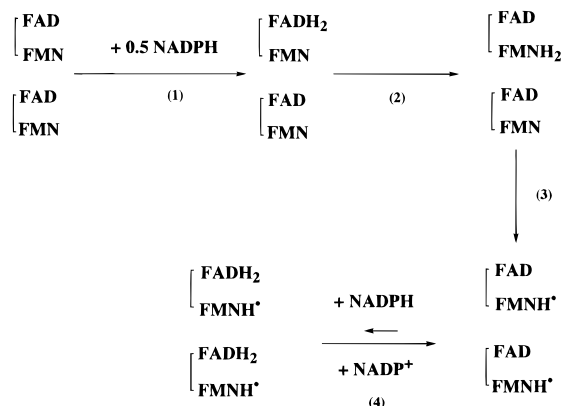 FAD
FMN
FAD
FMN
+ 0.5 NADPH
(1)
FADH₂
FMN
FAD
FMN
(2)
FAD
FMNH₂
FAD
FMN
(3)
FADH₂
FMNH•
FADH₂
FMNH•
+ NADPH
+ NADP⁺
(4)
FAD
FMNH•
FAD
FMNH•